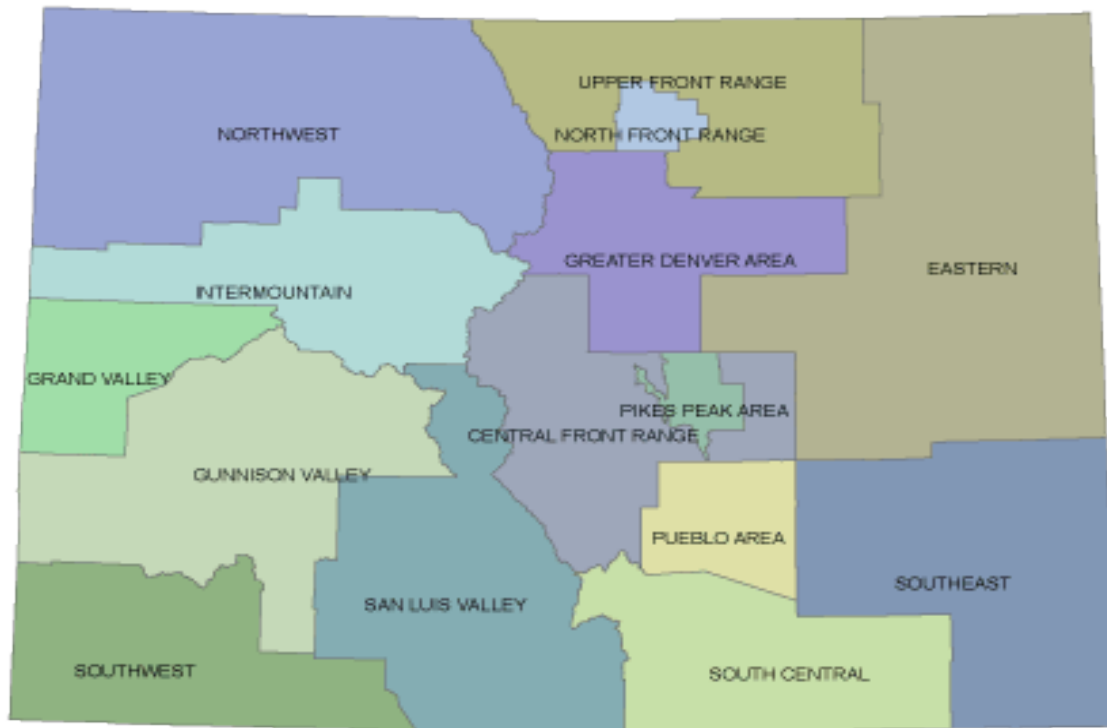 UPPER FRONT RANGE
NORTHWEST
NORTH FRONT RANGE
GREATER DENVER AREA
EASTERN
INTERMOUNTAIN
GRAND VALLEY
PIKES PEAK AREA
CENTRAL FRONT RANGE
GUNNISON VALLEY
PUEBLO AREA
SOUTHEAST
SAN LUIS VALLEY
SOUTHWEST
SOUTH CENTRAL